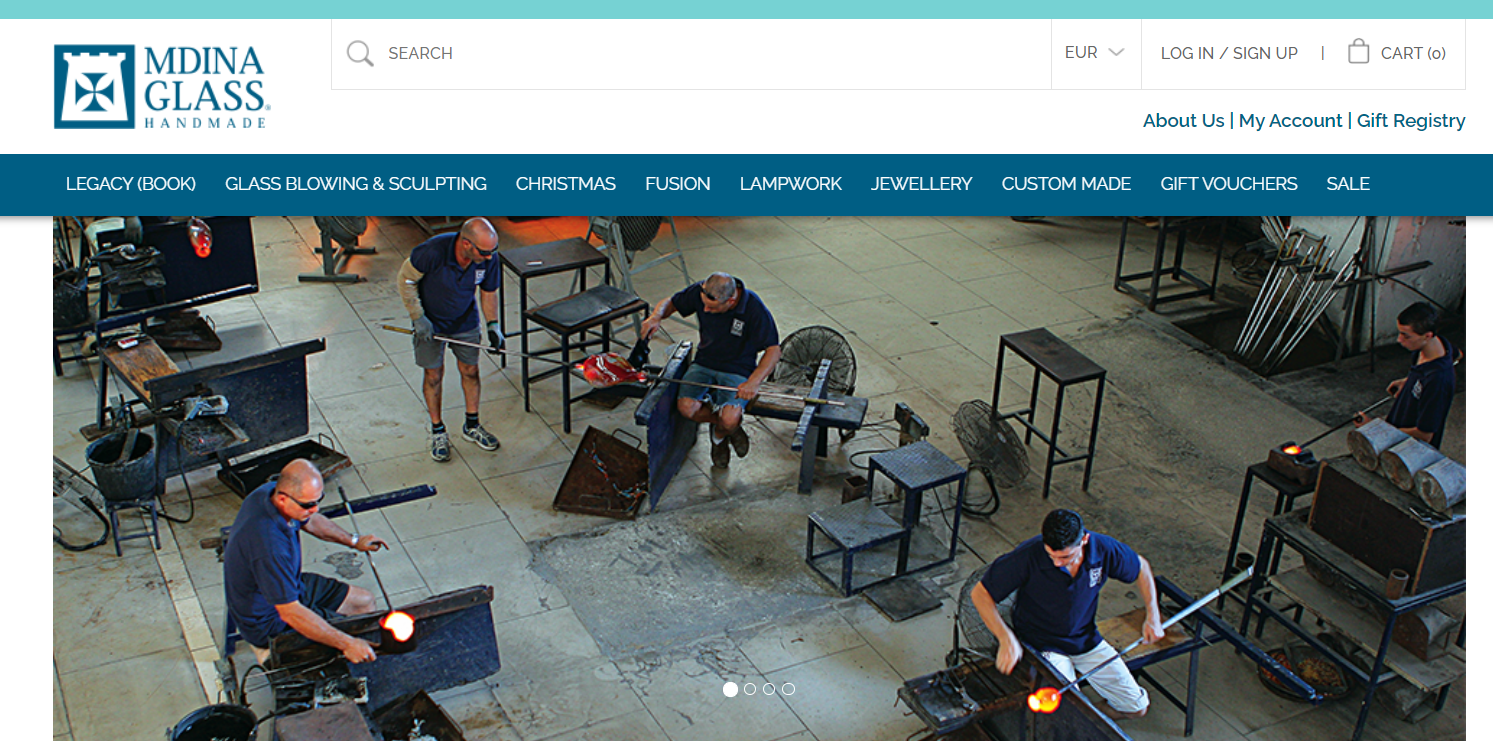 MDINA
GLASS®
HANDMADE
SEARCH
EUR
LOG IN / SIGN UP | CART (0)
About Us | My Account | Gift Registry
LEGACY (BOOK) GLASS BLOWING & SCULPTING CHRISTMAS FUSION LAMPWORK JEWELLERY CUSTOM MADE GIFT VOUCHERS SALE